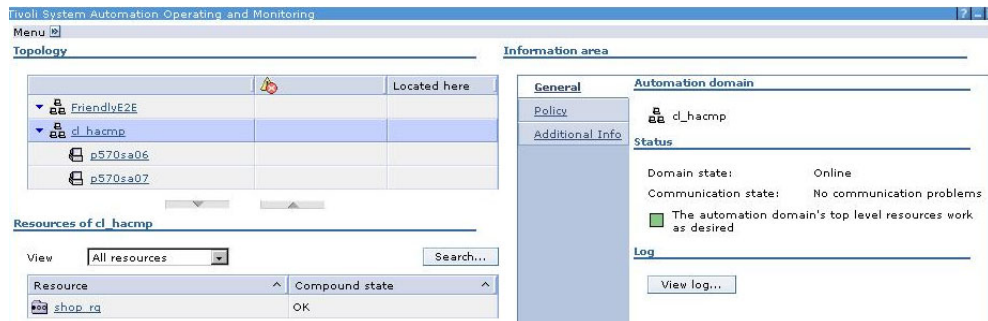 Tivoli System Automation Operating and Monitoring
Menu
Topology
Located here
FriendlyE2E
cl_hacmp
p570sa06
p570sa07
Resources of cl_hacmp
View All resources Search...
Resource Compound state
shop_rg OK
Information area
General
Policy
Additional Info
Automation domain
cl_hacmp
Status
Domain state: Online
Communication state: No communication problems
The automation domain's top level resources work
as desired
Log
View log...